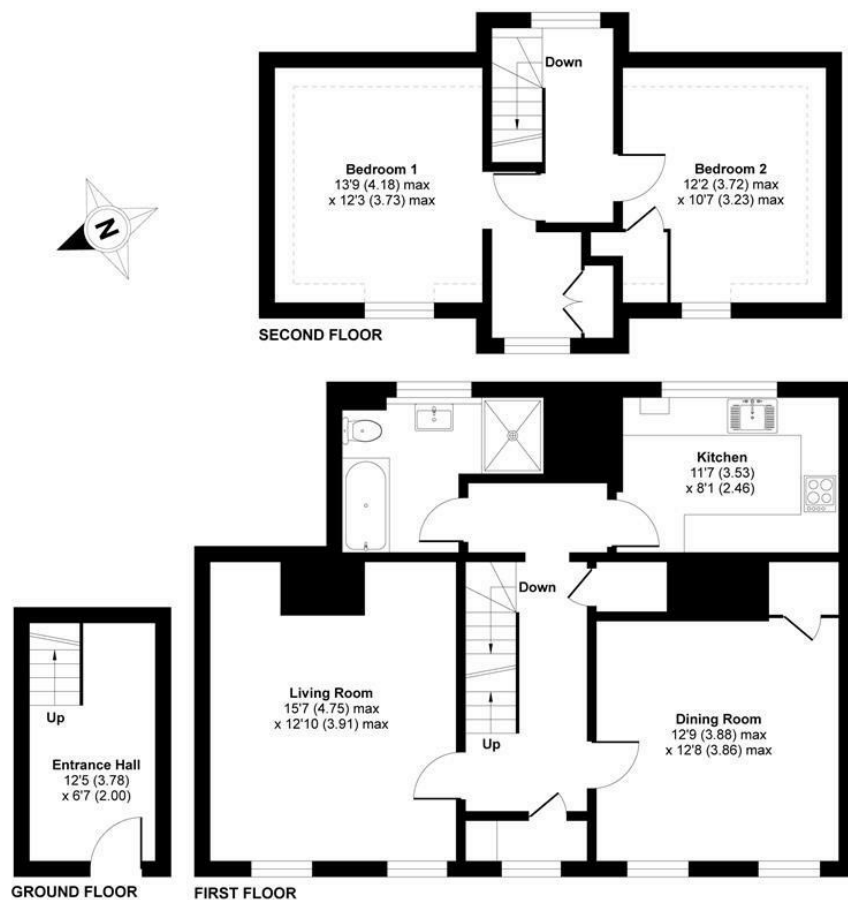 Down
Bedroom 1
13'9 (4.18) max
x 12'3 (3.73) max
Bedroom 2
12'2 (3.72) max
x 10'7 (3.23) max
N
SECOND FLOOR
Kitchen
11'7 (3.53)
x 8'1 (2.46)
Down
Living Room
15'7 (4.75) max
x 12'10 (3.91) max
Up
Dining Room
12'9 (3.88) max
x 12'8 (3.86) max
Up
Entrance Hall
12'5 (3.78)
x 6'7 (2.00)
GROUND FLOOR
FIRST FLOOR